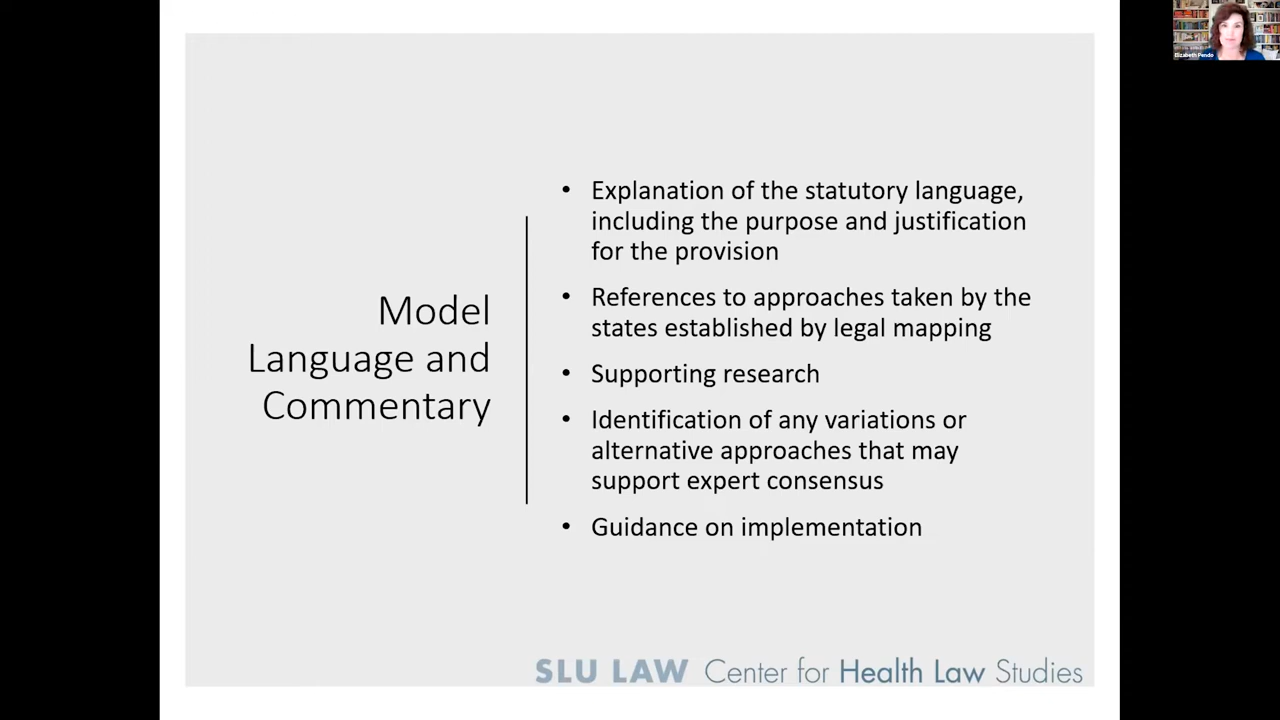 Elizabeth Pendo
Model
Language and
Commentary
• Explanation of the statutory language,
including the purpose and justification
for the provision
• References to approaches taken by the
states established by legal mapping
• Supporting research
• Identification of any variations or
alternative approaches that may
support expert consensus
• Guidance on implementation
SLU LAW Center for Health Law Studies